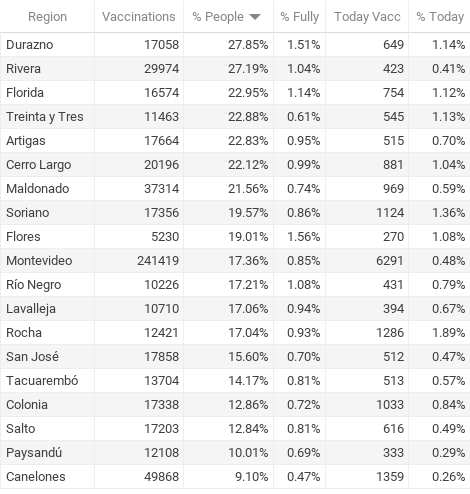 Region Vaccinations % People % Fully Today Vacc % Today
Durazno 17058 27.85% 1.51% 649 1.14%
Rivera 29974 27.19% 1.04% 423 0.41%
Florida 16574 22.95% 1.14% 754 1.12%
Treinta y Tres 11463 22.88% 0.61% 545 1.13%
Artigas 17664 22.83% 0.95% 515 0.70%
Cerro Largo 20196 22.12% 0.99% 881 1.04%
Maldonado 37314 21.56% 0.74% 969 0.59%
Soriano 17356 19.57% 0.86% 1124 1.36%
Flores 5230 19.01% 1.56% 270 1.08%
Montevideo 241419 17.36% 0.85% 6291 0.48%
Río Negro 10226 17.21% 1.08% 431 0.79%
Lavalleja 10710 17.06% 0.94% 394 0.67%
Rocha 12421 17.04% 0.93% 1286 1.89%
San José 17858 15.60% 0.70% 512 0.47%
Tacuarembó 13704 14.17% 0.81% 513 0.57%
Colonia 17338 12.86% 0.72% 1033 0.84%
Salto 17203 12.84% 0.81% 616 0.49%
Paysandú 12108 10.01% 0.69% 333 0.29%
Canelones 49868 9.10% 0.47% 1359 0.26%